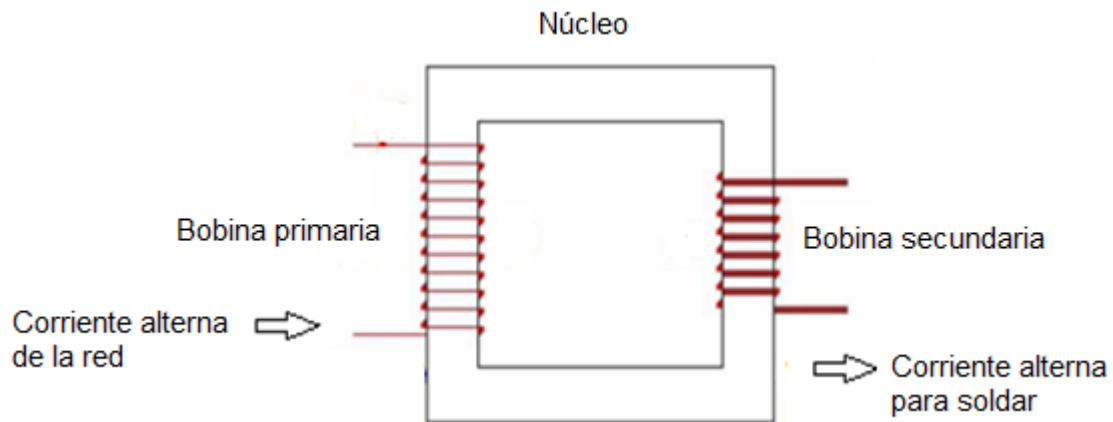 Núcleo
Bobina primaria
Bobina secundaria
Corriente alterna
de la red
Corriente alterna
para soldar